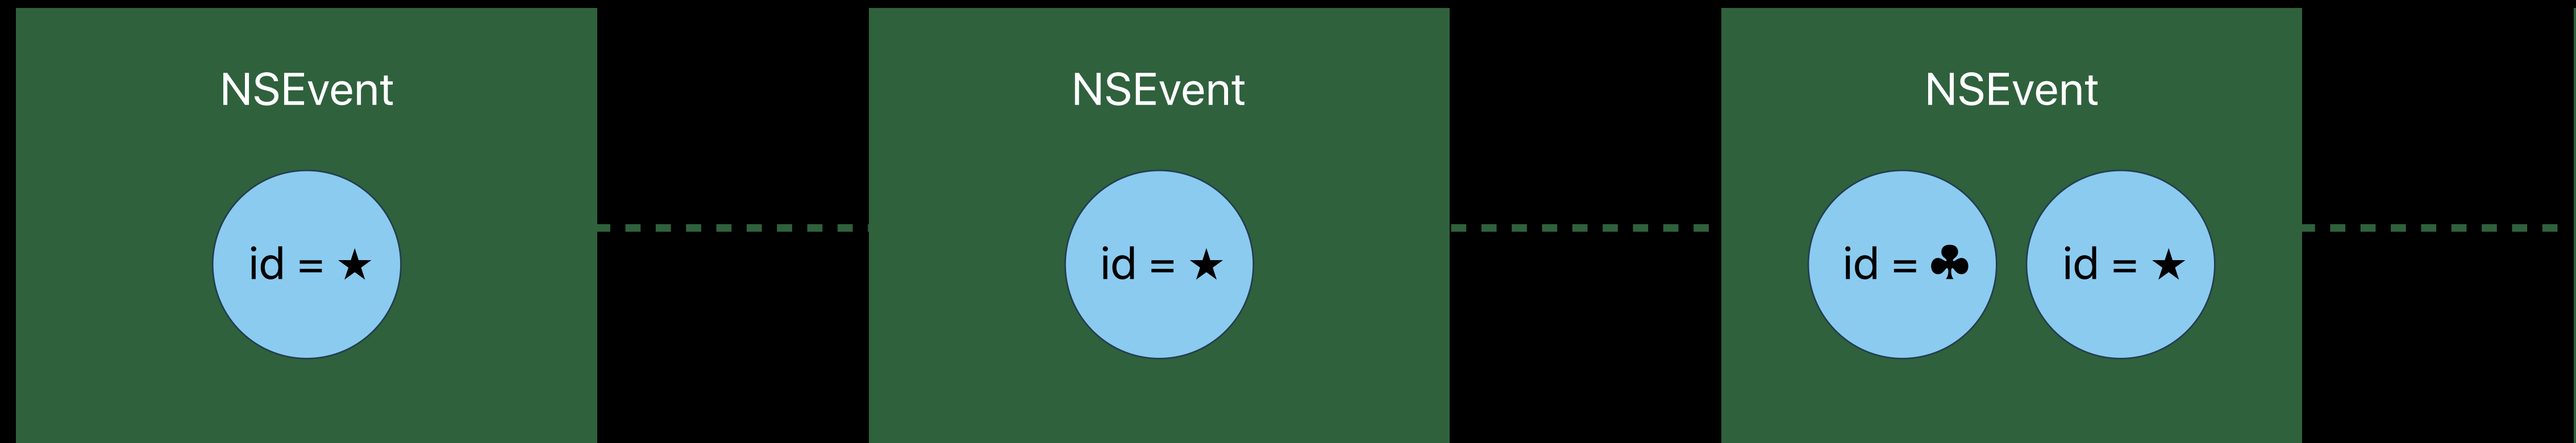 NSEvent
id = ★
NSEvent
id = ★
NSEvent
id = ♣
id = ★